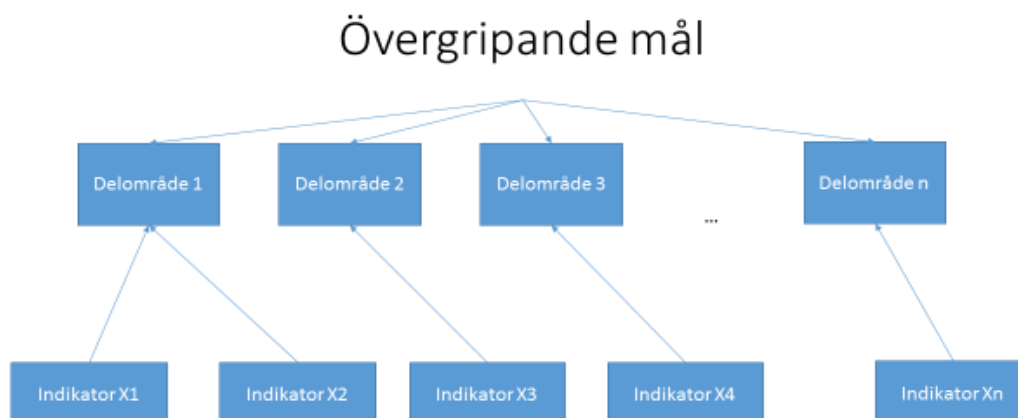 Övergripande mål
Delområde 1
Delområde 2
Delområde 3
...
Delområde n
Indikator X1
Indikator X2
Indikator X3
Indikator X4
Indikator Xn